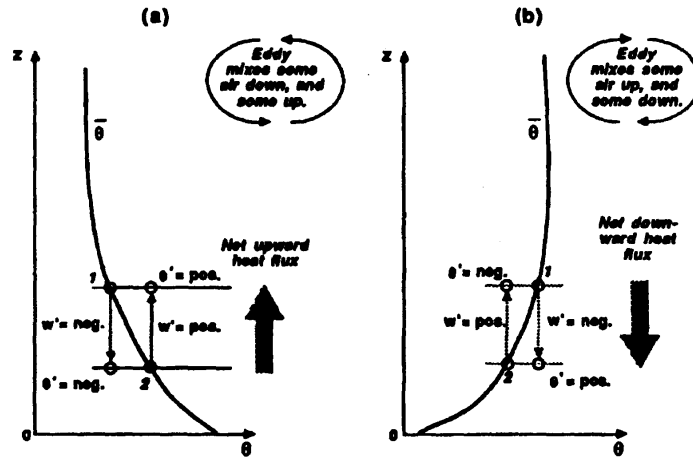 (a)
z
Eddy
mixes some
air down, and
some up.
θ̅
Net upward
heat flux
1
θ'= pos.
w'= neg.
w'= pos.
θ'= neg.
2
0
θ
(b)
z
Eddy
mixes some
air up, and
some down.
θ̅
Net down-
ward heat
flux
θ'= neg.
1
w'= pos.
w'= neg.
2
θ'= pos.
0
θ